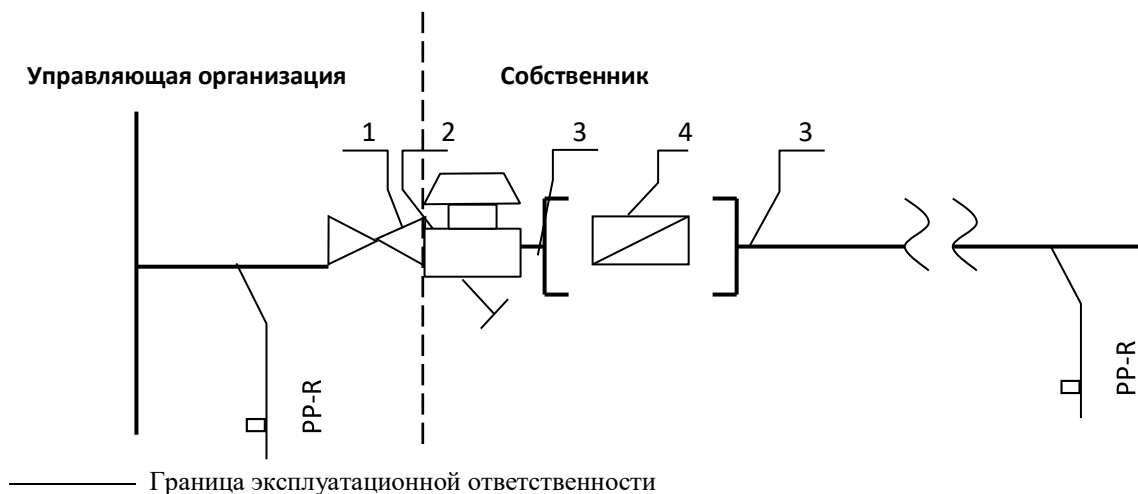 Управляющая организация
Собственник
1
2
3
4
3
PP-R
PP-R
Граница эксплуатационной ответственности